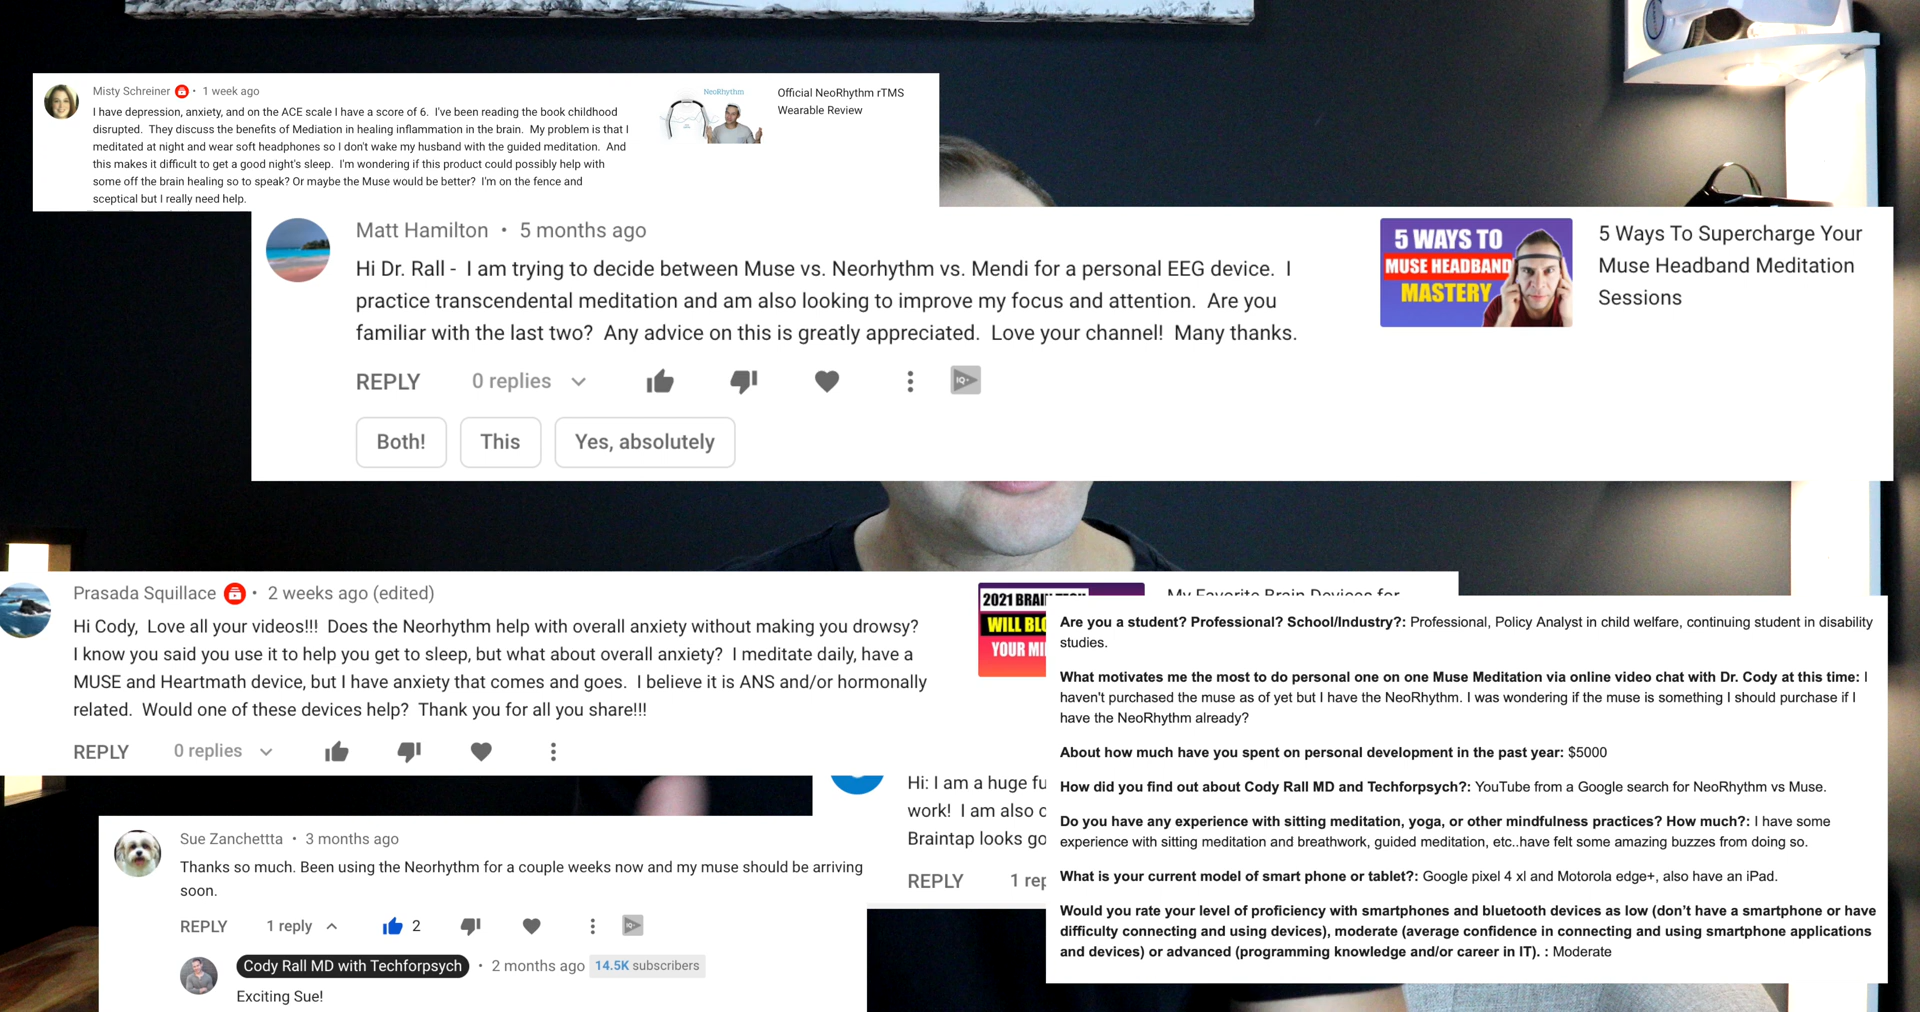 Misty Schreiner • 1 week ago
I have depression, anxiety, and on the ACE scale I have a score of 6. I've been reading the book childhood
disrupted. They discuss the benefits of Mediation in healing inflammation in the brain. My problem is that I
meditated at night and wear soft headphones so I don't wake my husband with the guided meditation. And
this makes it difficult to get a good night's sleep. I'm wondering if this product could possibly help with
some off the brain healing so to speak? Or maybe the Muse would be better? I'm on the fence and
sceptical but I really need help.
NeoRhythm
Official NeoRhythm rTMS
Wearable Review
Matt Hamilton • 5 months ago
Hi Dr. Rall - I am trying to decide between Muse vs. Neorhythm vs. Mendi for a personal EEG device. I
practice transcendental meditation and am also looking to improve my focus and attention. Are you
familiar with the last two? Any advice on this is greatly appreciated. Love your channel! Many thanks.
REPLY 0 replies
IQ+
Both! This Yes, absolutely
5 WAYS TO
MUSE HEADBAND
MASTERY
5 Ways To Supercharge Your
Muse Headband Meditation
Sessions
Prasada Squillace • 2 weeks ago (edited)
Hi Cody, Love all your videos!!! Does the Neorhythm help with overall anxiety without making you drowsy?
I know you said you use it to help you get to sleep, but what about overall anxiety? I meditate daily, have a
MUSE and Heartmath device, but I have anxiety that comes and goes. I believe it is ANS and/or hormonally
related. Would one of these devices help? Thank you for all you share!!!
REPLY 0 replies
2021 BRAIN TECH
WILL BLO
YOUR MI
My Favorite Brain Devices for
Hi: I am a huge fu
work! I am also
Braintap looks go
REPLY 1 rep
Sue Zanchettta • 3 months ago
Thanks so much. Been using the Neorhythm for a couple weeks now and my muse should be arriving
soon.
REPLY 1 reply 2
Cody Rall MD with Techforpsych • 2 months ago 14.5K subscribers
Exciting Sue!
Are you a student? Professional? School/Industry?: Professional, Policy Analyst in child welfare, continuing student in disability
studies.
What motivates me the most to do personal one on one Muse Meditation via online video chat with Dr. Cody at this time: I
haven't purchased the muse as of yet but I have the NeoRhythm. I was wondering if the muse is something I should purchase if I
have the NeoRhythm already?
About how much have you spent on personal development in the past year: $5000
How did you find out about Cody Rall MD and Techforpsych?: YouTube from a Google search for NeoRhythm vs Muse.
Do you have any experience with sitting meditation, yoga, or other mindfulness practices? How much?: I have some
experience with sitting meditation and breathwork, guided meditation, etc..have felt some amazing buzzes from doing so.
What is your current model of smart phone or tablet?: Google pixel 4 xl and Motorola edge+, also have an iPad.
Would you rate your level of proficiency with smartphones and bluetooth devices as low (don't have a smartphone or have
difficulty connecting and using devices), moderate (average confidence in connecting and using smartphone applications
and devices) or advanced (programming knowledge and/or career in IT). : Moderate